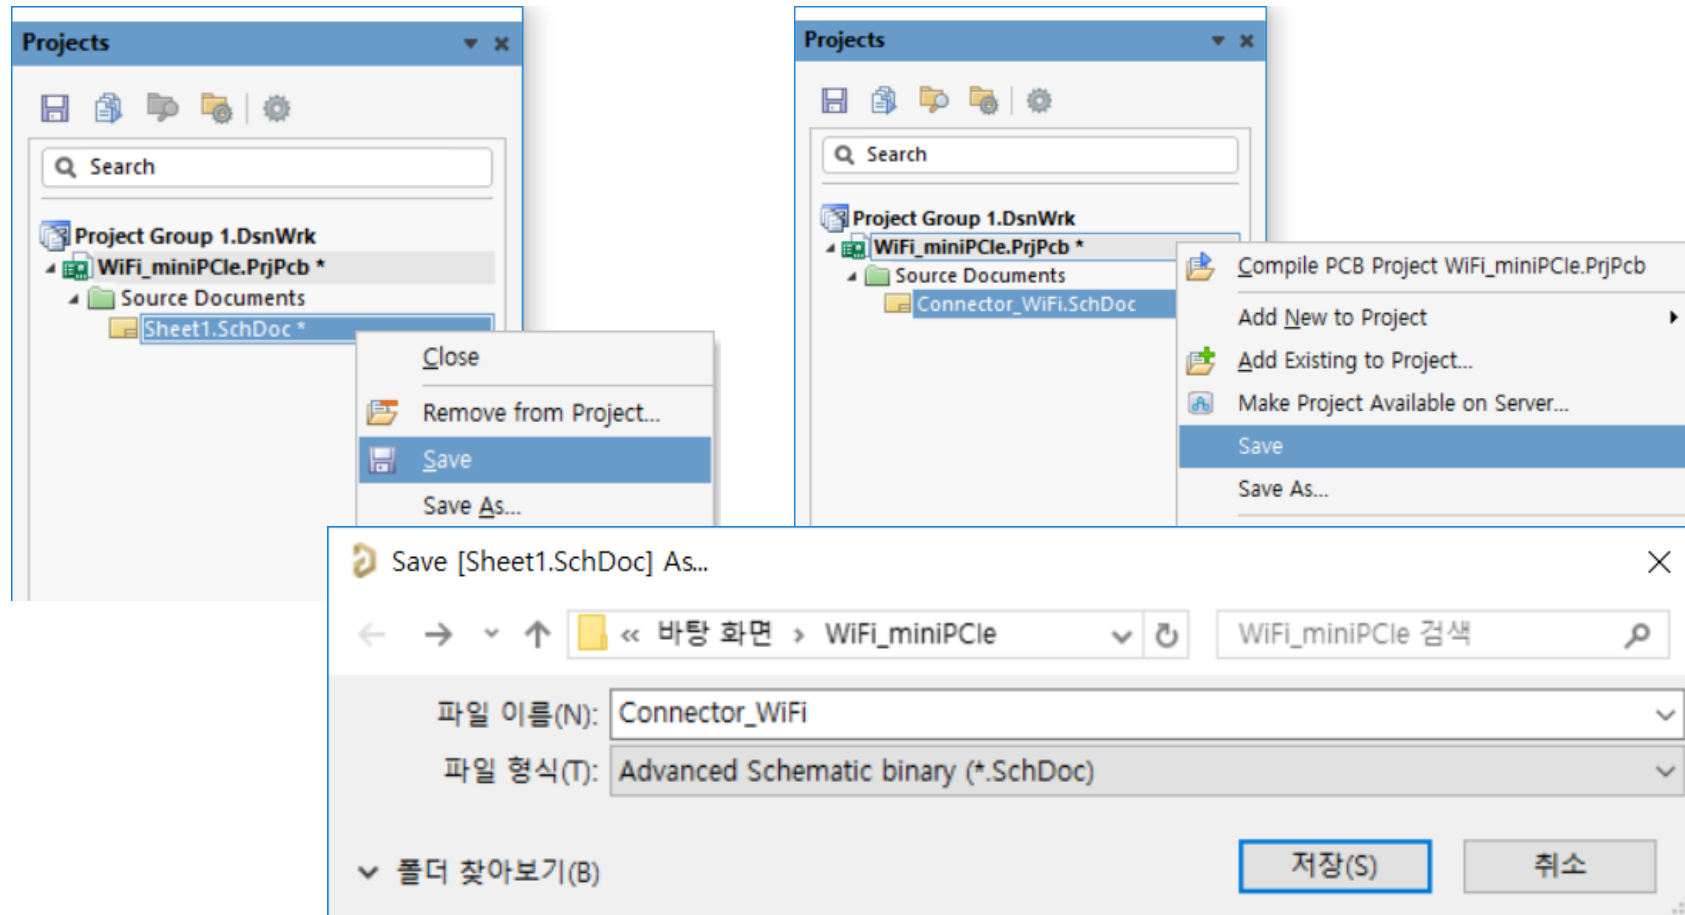 Projects
Search
Project Group 1.DsnWrk
WiFi_miniPCIe.PrjPcb *
Source Documents
Sheet1.SchDoc *
Close
Remove from Project...
Save
Save As...
Projects
Search
Project Group 1.DsnWrk
WiFi_miniPCIe.PrjPcb *
Source Documents
Connector_WiFi.SchDoc
Compile PCB Project WiFi_miniPCIe.PrjPcb
Add New to Project
Add Existing to Project...
Make Project Available on Server...
Save
Save As...
Save [Sheet1.SchDoc] As...
« 바탕 화면 › WiFi_miniPCIe
WiFi_miniPCIe 검색
파일 이름(N): Connector_WiFi
파일 형식(T): Advanced Schematic binary (*.SchDoc)
폴더 찾아보기(B)
저장(S)
취소